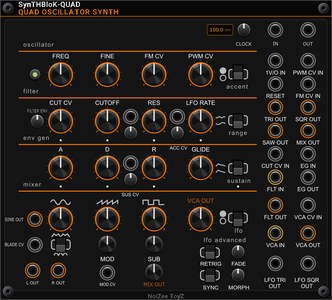 SynTHBloK-QUAD
QUAD OSCILLATOR SYNTH
oscillator
100.0
CLOCK
IN
OUT
FREQ
FINE
FM CV
PWM CV
filter
accent
T/V/O IN
PWM CV IN
CUT CV
CUTOFF
RES
LFO RATE
RESET
FM CV IN
FILTER ENV
TRI OUT
SQR OUT
env gen
range
ACC CV
A
D
R
GLIDE
SAW OUT
MIX OUT
CUT CV IN
EG IN
mixer
sustain
FLT IN
EG OUT
SUS CV
VCA OUT
SINE OUT
FLT OUT
VCA CV IN
lfo
BLADE CV
lfo advanced
VCA IN
VCA OUT
MOD
SUB
RETRIG
FADE
L OUT
R OUT
MOD CV
MIX OUT
SYNC
MORPH
LFO TRI OUT
LFO SQR OUT
NoiZee ToyZ